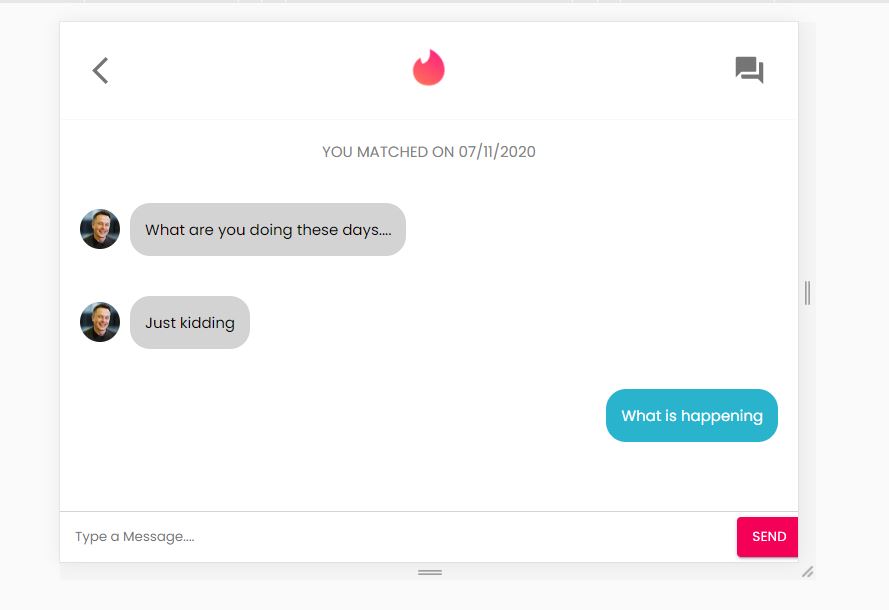 YOU MATCHED ON 07/11/2020
What are you doing these days....
Just kidding
What is happening
Type a Message....
SEND